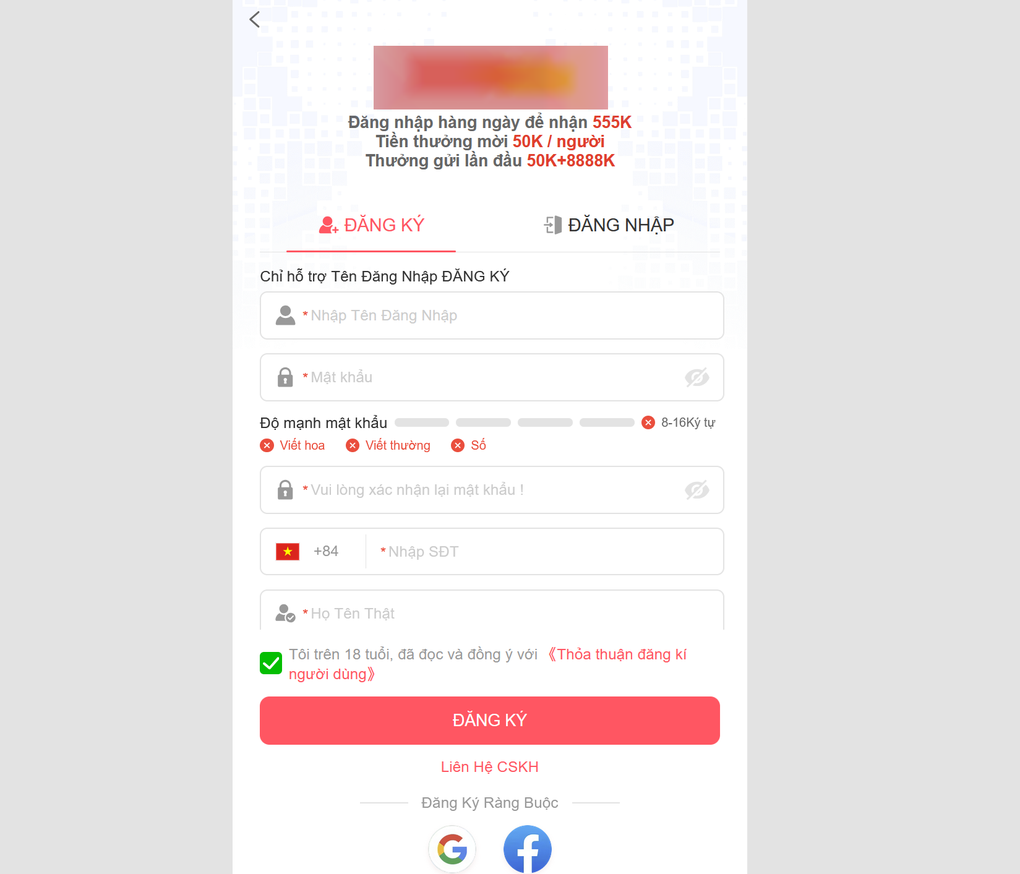 Đăng nhập hàng ngày để nhận 555K
Tiền thưởng mời 50K / người
Thưởng gửi lần đầu 50K+8888K
ĐĂNG KÝ
ĐĂNG NHẬP
Chỉ hỗ trợ Tên Đăng Nhập ĐĂNG KÝ
* Nhập Tên Đăng Nhập
* Mật khẩu
Độ mạnh mật khẩu 8-16Ký tự
Viết hoa Viết thường Số
* Vui lòng xác nhận lại mật khẩu !
+84 * Nhập SĐT
* Họ Tên Thật
Tôi trên 18 tuổi, đã đọc và đồng ý với 《Thỏa thuận đăng kí
người dùng》
ĐĂNG KÝ
Liên Hệ CSKH
Đăng Ký Ràng Buộc